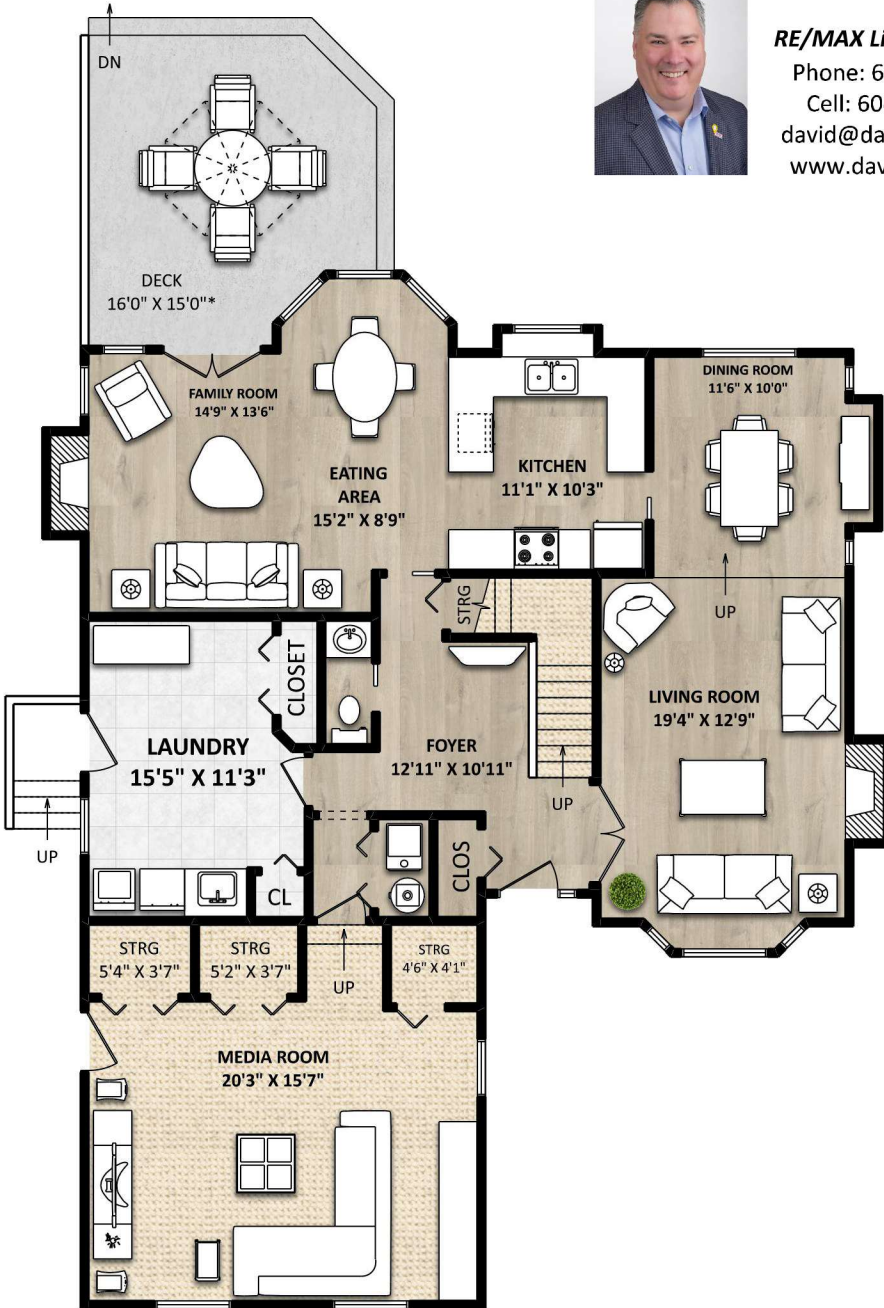 RE/MAX
Phone: 6
Cell: 60
david@da
www.dav
DN
DECK
16'0" X 15'0"*
FAMILY ROOM
14'9" X 13'6"
EATING
AREA
15'2" X 8'9"
KITCHEN
11'1" X 10'3"
DINING ROOM
11'6" X 10'0"
UP
STRG
CLOSET
LAUNDRY
15'5" X 11'3"
UP
FOYER
12'11" X 10'11"
UP
LIVING ROOM
19'4" X 12'9"
CL
CLOS
STRG
5'4" X 3'7"
STRG
5'2" X 3'7"
UP
STRG
4'6" X 4'1"
MEDIA ROOM
20'3" X 15'7"